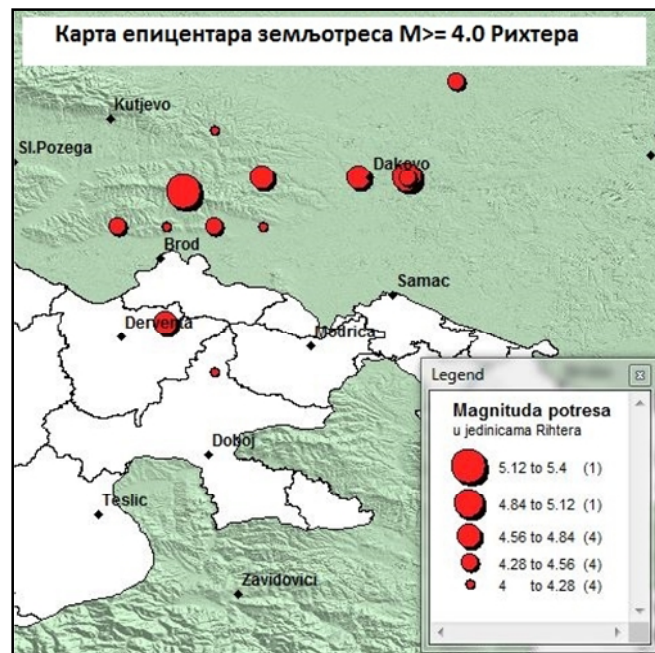 Карта епицентара земљотреса М>= 4.0 Рихтера
Kutjevo
Sl.Pozega
Dakovo
Brod
Samac
Derventa
Modrica
Doboj
Teslic
Zavidovici
Legend
Magnituda potresa
u jedinicama Rihtera
5.12 to 5.4 (1)
4.84 to 5.12 (1)
4.56 to 4.84 (4)
4.28 to 4.56 (4)
4 to 4.28 (4)